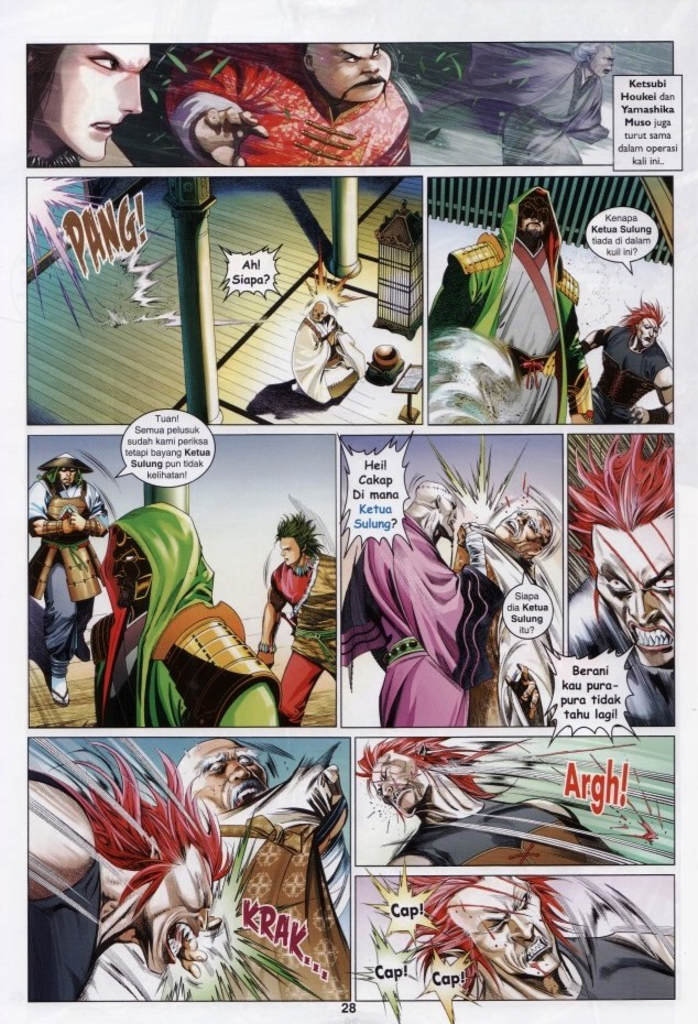 Ketsubi
Houkei dan
Yamashika
Muso juga
turut sama
dalam operasi
kali ini..
PANG!
Ah!
Siapa?
Kenapa
Ketua Sulung
tiada di dalam
kuil ini?
Tuan!
Semua pelusuk
sudah kami periksa
tetapi bayang Ketua
Sulung pun tidak
kelihatan!
Hei!
Cakap
Di mana
Ketua
Sulung?
Siapa
dia Ketua
Sulung
itu?
Berani
kau pura-
pura tidak
tahu lagi!
KRAK...
Argh!
Cap!
Cap!
Cap!
28